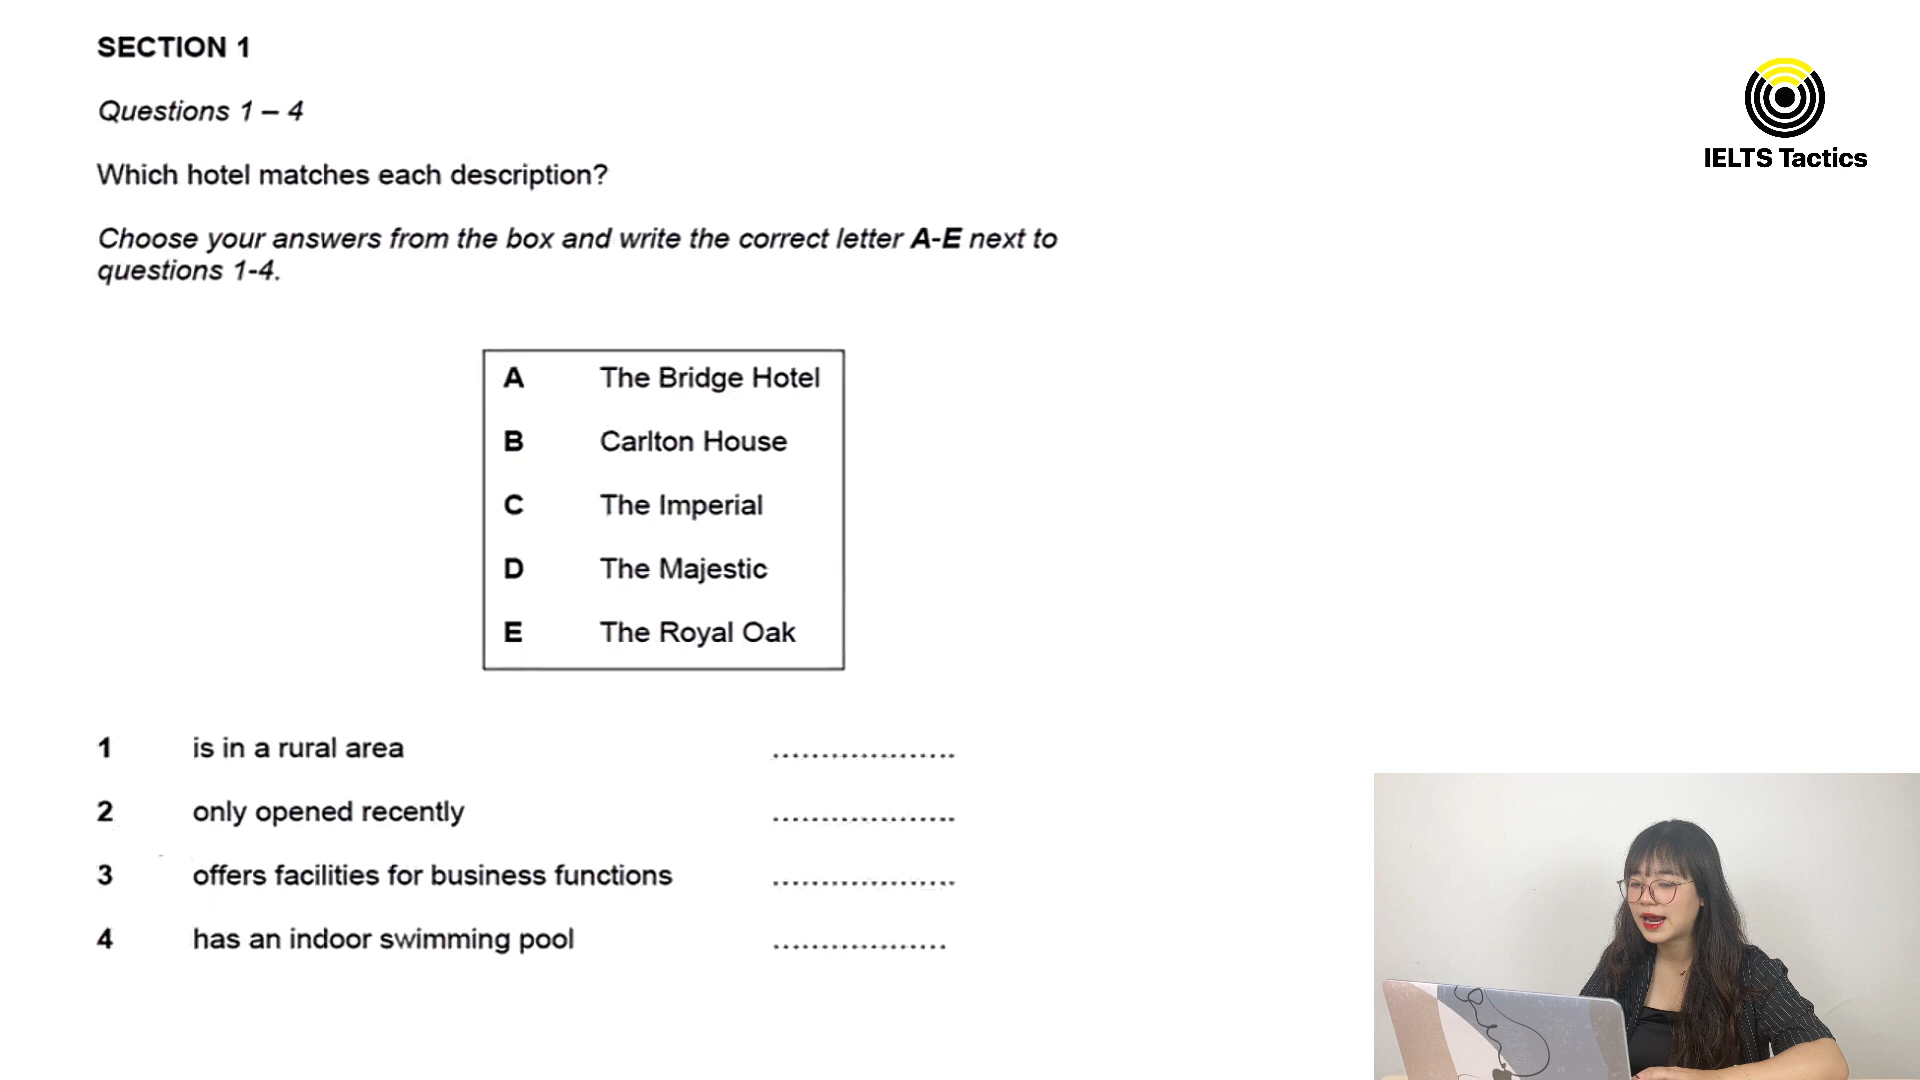 SECTION 1
IELTS Tactics
Questions 1 – 4
Which hotel matches each description?
Choose your answers from the box and write the correct letter A-E next to
questions 1-4.
A The Bridge Hotel
B Carlton House
C The Imperial
D The Majestic
E The Royal Oak
1 is in a rural area ...................
2 only opened recently ...................
3 offers facilities for business functions ...................
4 has an indoor swimming pool ..................